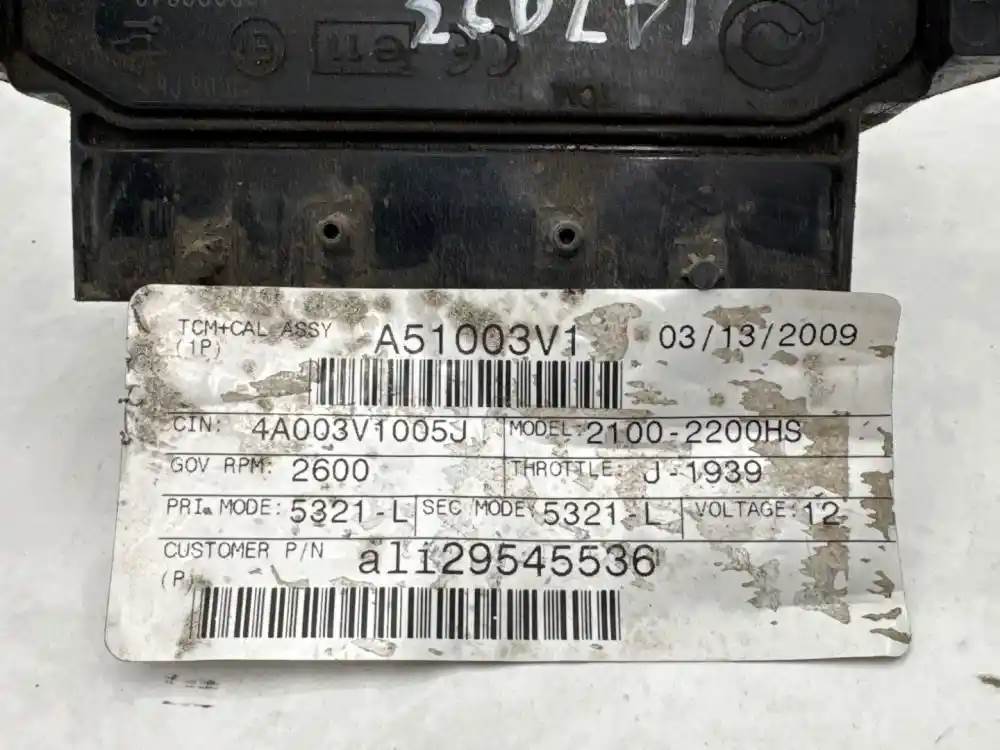 e11
TCM+CAL ASSY A51003V1 03/13/2009
(1P)
CIN: 4A003V1005J MODEL: 2100-2200HS
GOV RPM: 2600 THROTTLE: J-1939
PRI. MODE: 5321-L SEC MODE: 5321-L VOLTAGE: 12
CUSTOMER P/N ali29545536
(P)